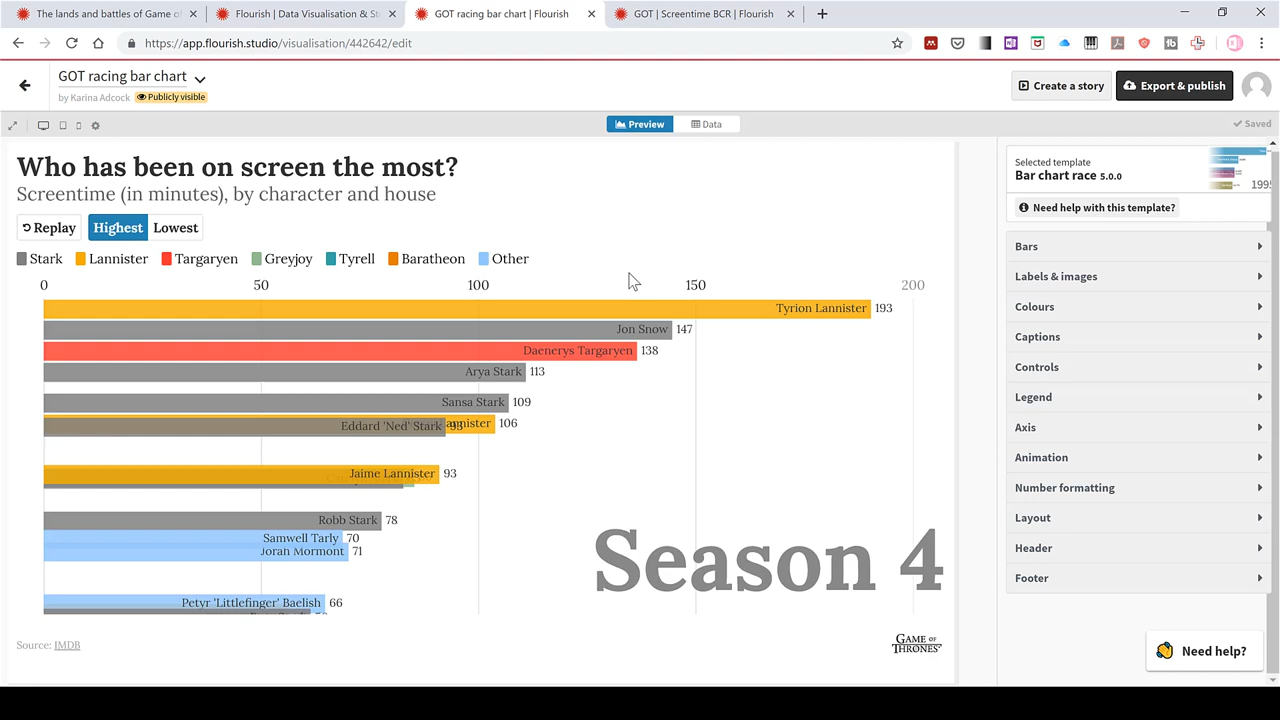 The lands and battles of Game of
Flourish | Data Visualisation & St
GOT racing bar chart | Flourish
GOT | Screentime BCR | Flourish
https://app.flourish.studio/visualisation/442642/edit
GOT racing bar chart
by Karina Adcock
Publicly visible
Create a story
Export & publish
Preview
Data
Saved
Who has been on screen the most?
Screentime (in minutes), by character and house
Replay
Highest
Lowest
Stark Lannister Targaryen Greyjoy Tyrell Baratheon Other
0 50 100 150 200
Tyrion Lannister 193
Jon Snow 147
Daenerys Targaryen 138
Arya Stark 113
Sansa Stark 109
annister 106
Eddard 'Ned' Stark 93
Jaime Lannister 93
Robb Stark 78
Samwell Tarly 70
Jorah Mormont 71
Petyr 'Littlefinger' Baelish 66
Season 4
Source: IMDB
GAME OF THRONES
Selected template
Bar chart race 5.0.0
1995
Need help with this template?
Bars
Labels & images
Colours
Captions
Controls
Legend
Axis
Animation
Number formatting
Layout
Header
Footer
Need help?